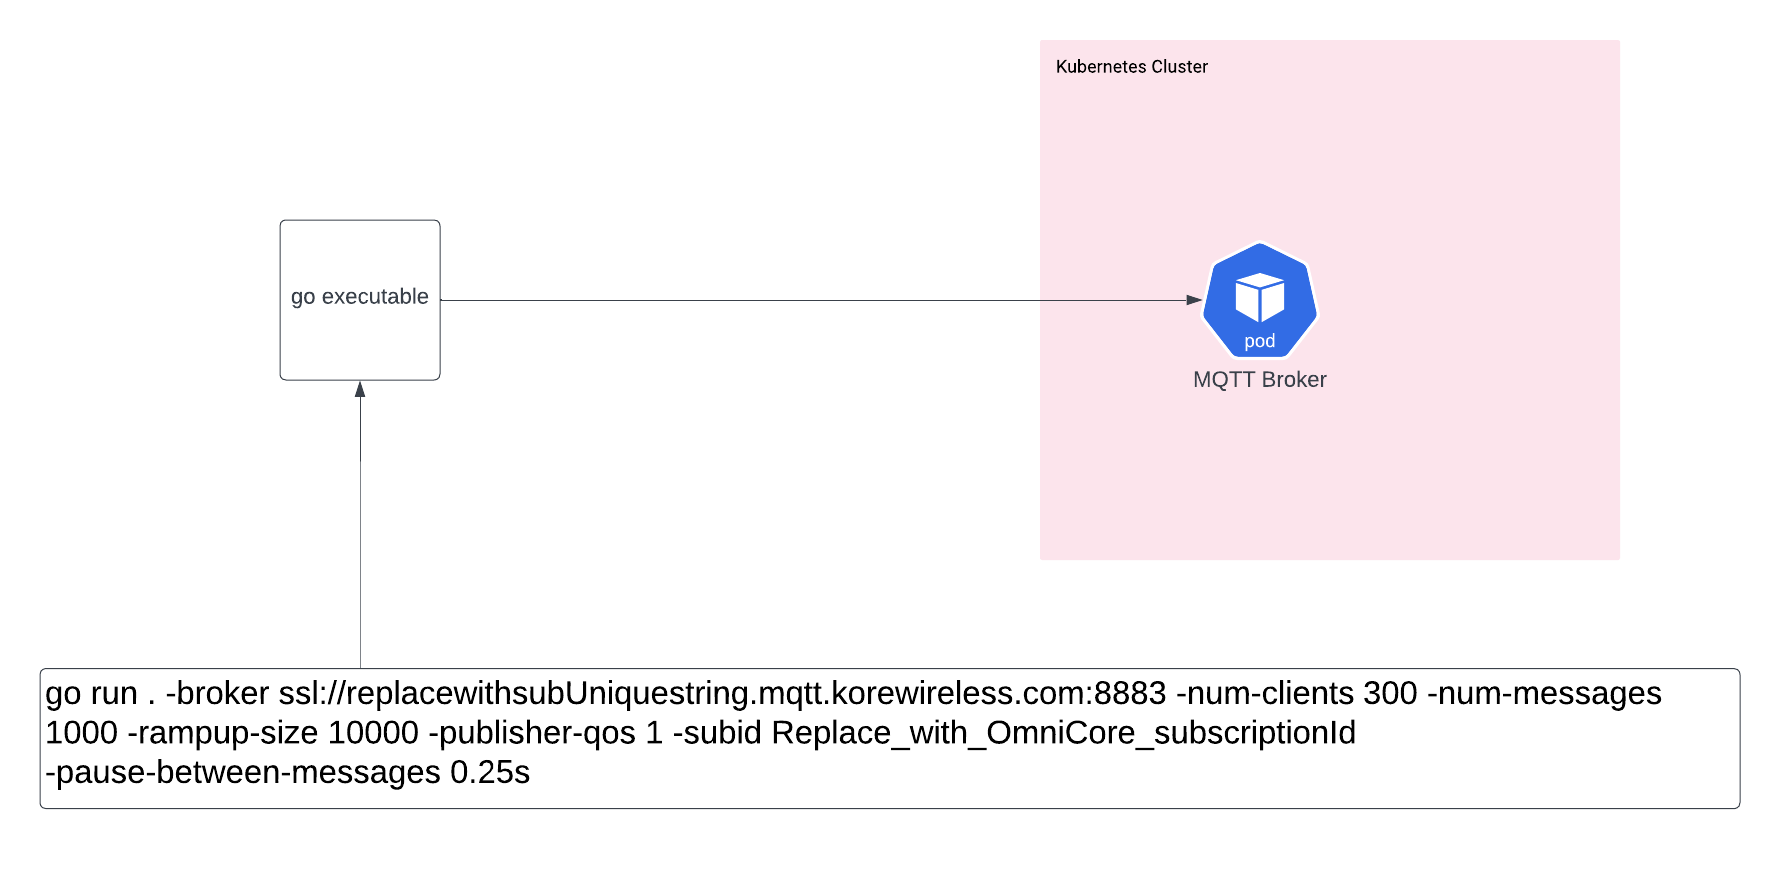 Kubernetes Cluster
go executable
pod
MQTT Broker
go run . -broker ssl://replacewithsubUniquestring.mqtt.korewireless.com:8883 -num-clients 300 -num-messages
1000 -rampup-size 10000 -publisher-qos 1 -subid Replace_with_OmniCore_subscriptionId
-pause-between-messages 0.25s